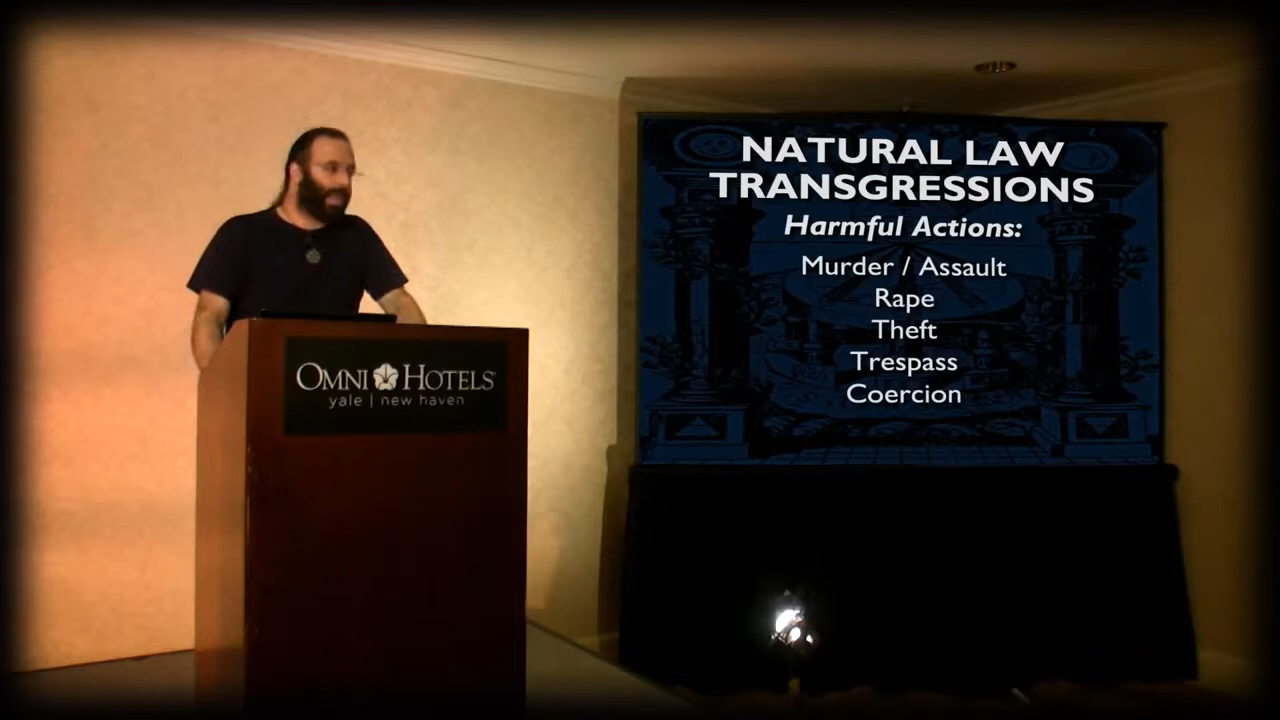 OMNI HOTELS
yale | new haven
NATURAL LAW
TRANSGRESSIONS
Harmful Actions:
Murder / Assault
Rape
Theft
Trespass
Coercion